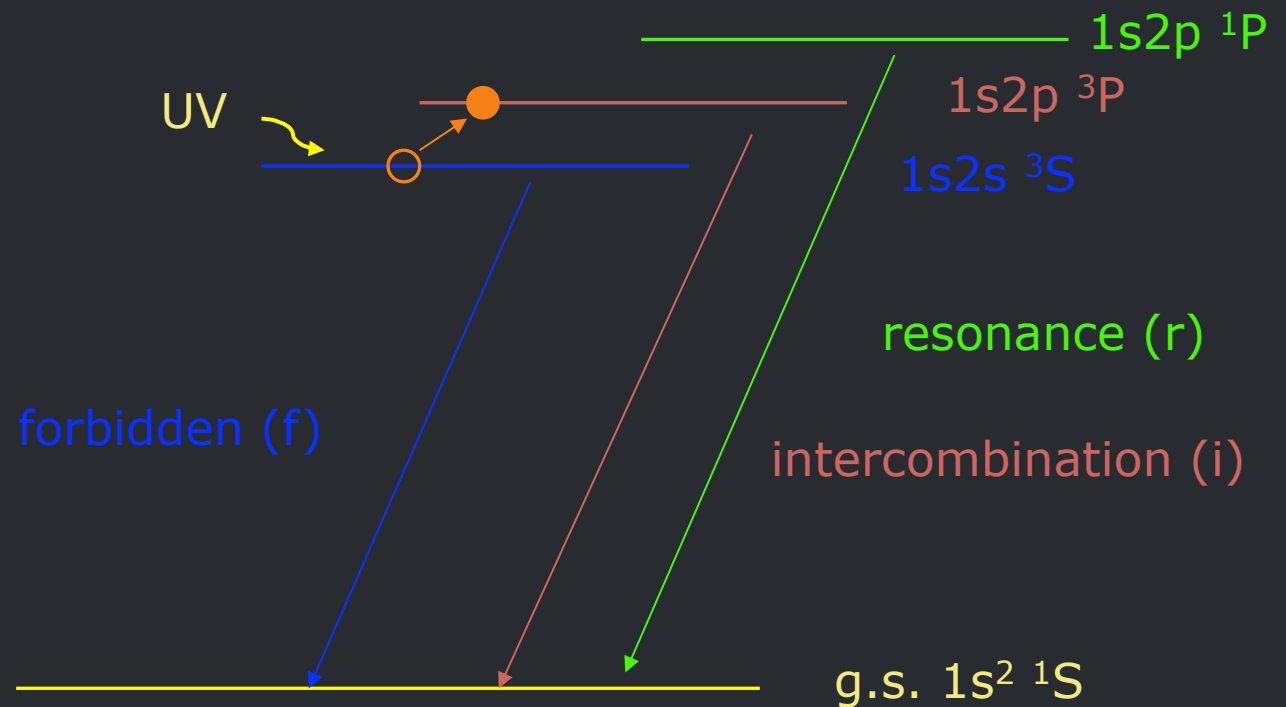 1s2p ¹P
UV
1s2p ³P
1s2s ³S
resonance (r)
forbidden (f)
intercombination (i)
g.s. 1s² ¹S